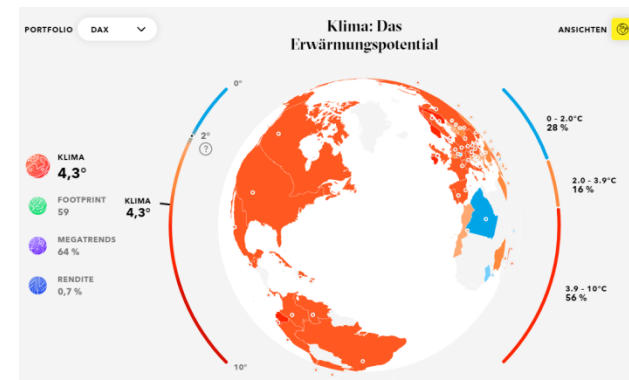 PORTFOLIO DAX
Klima: Das
Erwärmungspotential
ANSICHTEN
0°
2°
?
KLIMA
4,3°
FOOTPRINT
59
MEGATRENDS
64 %
RENDITE
0,7 %
KLIMA
4,3°
10°
0 - 2.0°C
28 %
2.0 - 3.9°C
16 %
3.9 - 10°C
56 %